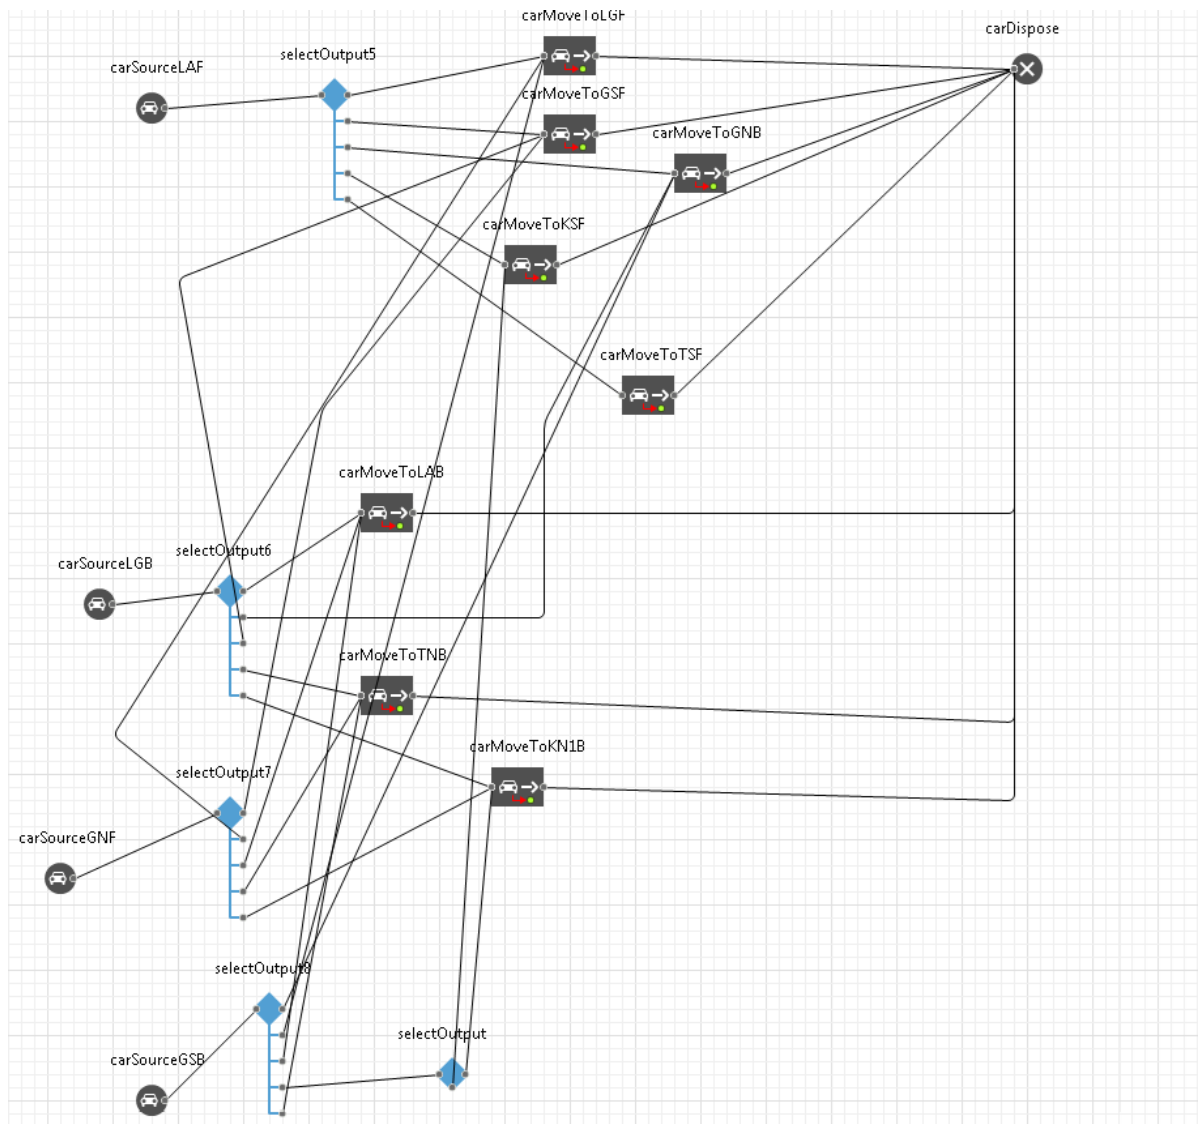 carMoveToLGF
carDispose
selectOutput5
carSourceLAF
carMoveToGSF
carMoveToGNB
carMoveToKSF
carMoveToTSF
carMoveToLAB
selectOutput6
carSourceLGB
carMoveToTNB
carMoveToKN1B
selectOutput7
carSourceGNF
selectOutput8
selectOutput
carSourceGSB